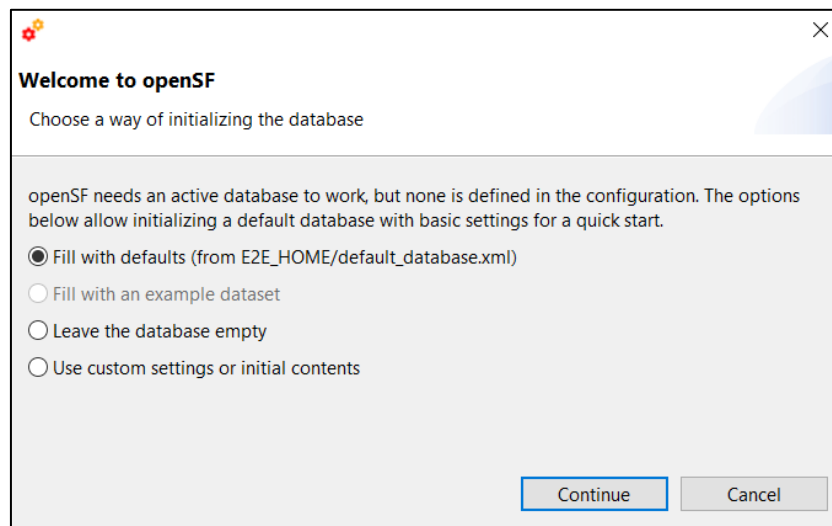 Welcome to openSF
Choose a way of initializing the database
openSF needs an active database to work, but none is defined in the configuration. The options
below allow initializing a default database with basic settings for a quick start.
Fill with defaults (from E2E_HOME/default_database.xml)
Fill with an example dataset
Leave the database empty
Use custom settings or initial contents
Continue
Cancel